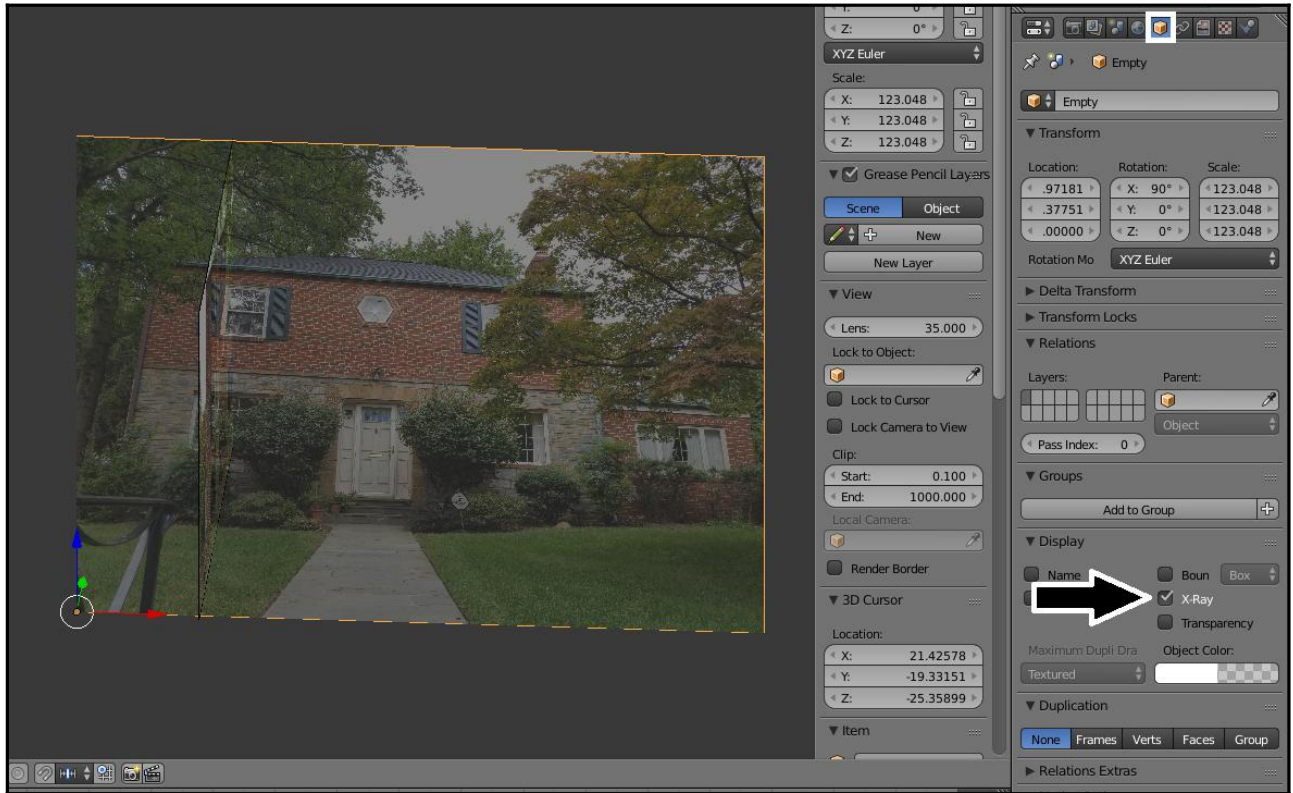 Z: 0°
XYZ Euler
Scale:
X: 123.048
Y: 123.048
Z: 123.048
Grease Pencil Layers
Scene Object
New
New Layer
View
Lens: 35.000
Lock to Object:
Lock to Cursor
Lock Camera to View
Clip:
Start: 0.100
End: 1000.000
Local Camera:
Render Border
3D Cursor
Location:
X: 21.42578
Y: -19.33151
Z: -25.35899
Item
Empty
Empty
Transform
Location: Rotation: Scale:
.97181 X: 90° 123.048
.37751 Y: 0° 123.048
.00000 Z: 0° 123.048
Rotation Mo XYZ Euler
Delta Transform
Transform Locks
Relations
Layers: Parent:
Object
Pass Index: 0
Groups
Add to Group
Display
Name Boun Box
X-Ray
Transparency
Maximum Dupli Dra Object Color:
Textured
Duplication
None Frames Verts Faces Group
Relations Extras